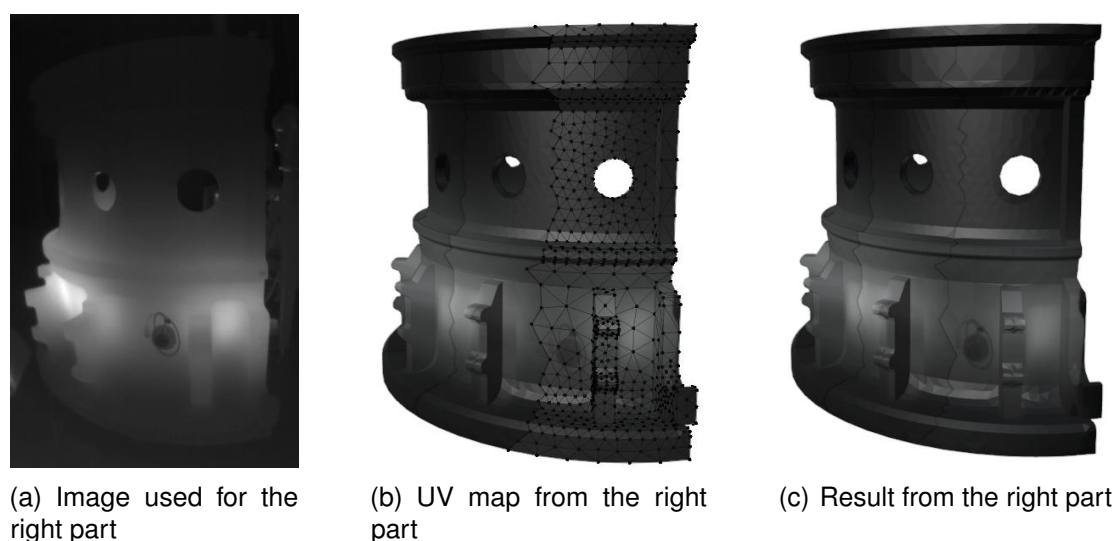 (a) Image used for the
right part
(b) UV map from the right
part
(c) Result from the right part